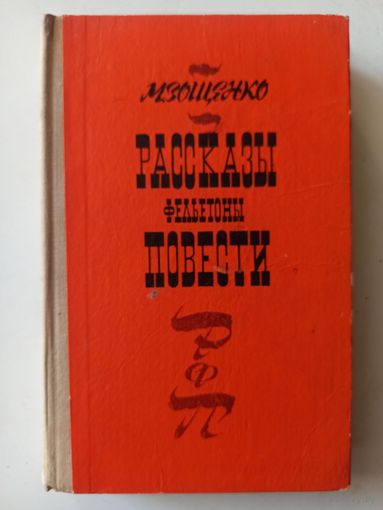 М.ЗОЩЕНКО
РАССКАЗЫ
ФЕЛЬЕТОНЫ
ПОВЕСТИ
Р
Ф
П